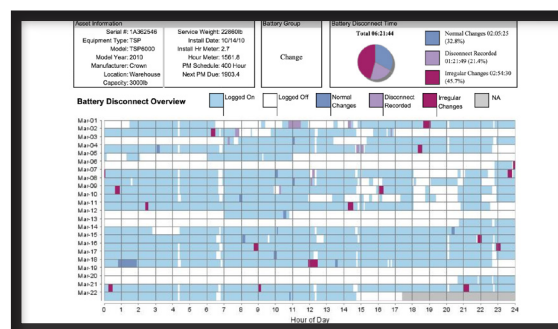 Asset Information
Serial #: 1A362546
Equipment Type: TSP
Model: TSP6000
Model Year: 2010
Manufacturer: Crown
Location: Warehouse
Capacity: 3000lb
Service Weight: 22860lb
Install Date: 10/14/10
Install Hr Meter: 2.7
Hour Meter: 1561.8
PM Schedule: 400 Hour
Next PM Due: 1903.4
Battery Group
Change
Battery Disconnect Time
Total 06:21:44
Normal Changes 02:05:25
(32.8%)
Disconnect Recorded
01:21:49 (21.4%)
Irregular Changes 02:54:30
(45.7%)
Battery Disconnect Overview
Logged On
Logged Off
Normal
Changes
Disconnect
Recorded
Irregular
Changes
NA
Mar-01
Mar-02
Mar-03
Mar-04
Mar-05
Mar-06
Mar-07
Mar-08
Mar-09
Mar-10
Mar-11
Mar-12
Mar-13
Mar-14
Mar-15
Mar-16
Mar-17
Mar-18
Mar-19
Mar-20
Mar-21
Mar-22
0 1 2 3 4 5 6 7 8 9 10 11 12 13 14 15 16 17 18 19 20 21 22 23 24
Hour of Day